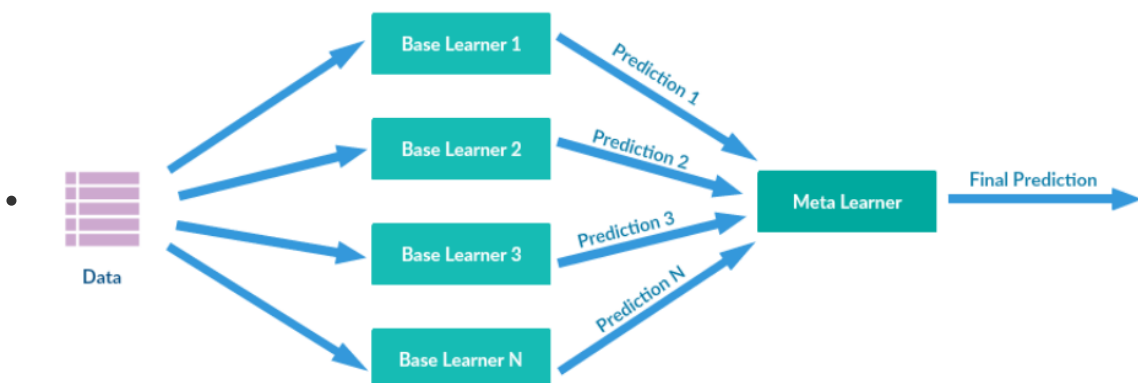 Base Learner 1
Prediction 1
Base Learner 2
Prediction 2
Data
Meta Learner
Final Prediction
Base Learner 3
Prediction 3
Base Learner N
Prediction N